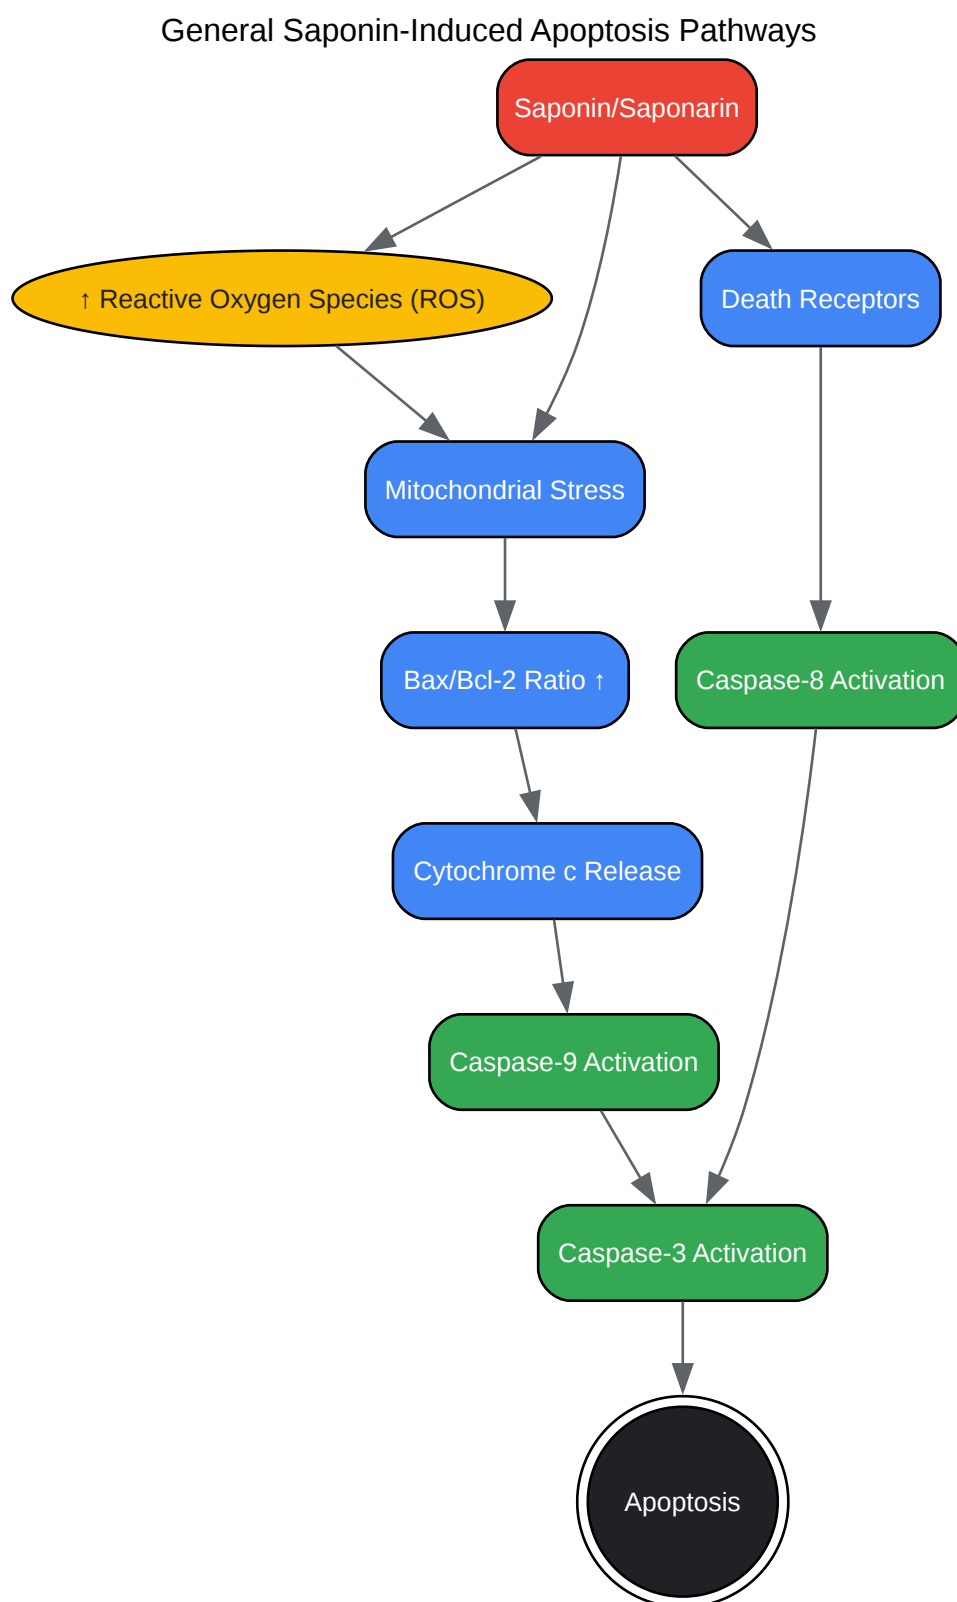 General Saponin-Induced Apoptosis Pathways
Saponin/Saponarin
↑ Reactive Oxygen Species (ROS)
Death Receptors
Mitochondrial Stress
Bax/Bcl-2 Ratio ↑
Caspase-8 Activation
Cytochrome c Release
Caspase-9 Activation
Caspase-3 Activation
Apoptosis